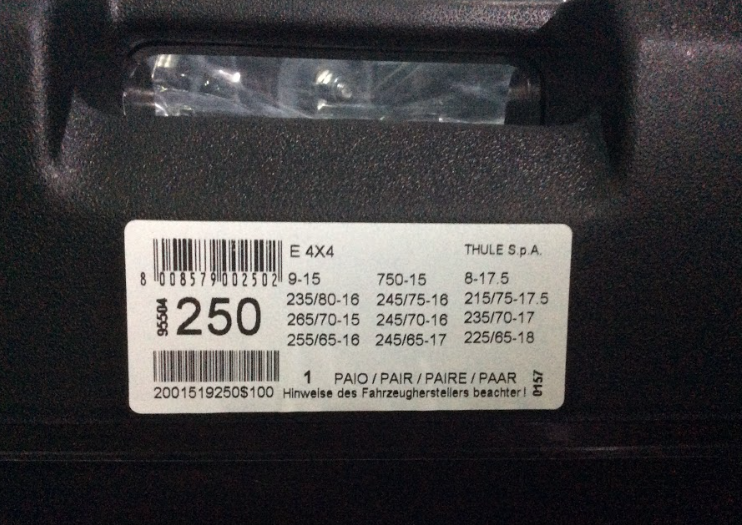 E 4X4 THULE S.p.A.
8 008579 002502
9-15 750-15 8-17.5
235/80-16 245/75-16 215/75-17.5
265/70-15 245/70-16 235/70-17
255/65-16 245/65-17 225/65-18
95504
250
1 PAIO / PAIR / PAIRE / PAAR
2001519250S100 Hinweise des Fahrzeugherstellers beachter!
0157